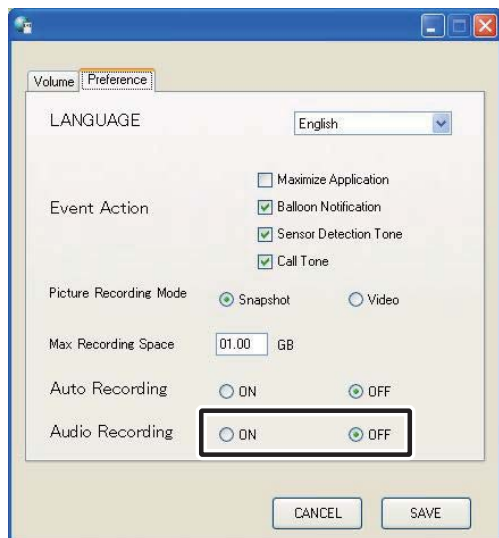 Volume Preference
LANGUAGE English
Maximize Application
Event Action Balloon Notification
Sensor Detection Tone
Call Tone
Picture Recording Mode Snapshot Video
Max Recording Space 01.00 GB
Auto Recording ON OFF
Audio Recording ON OFF
CANCEL SAVE